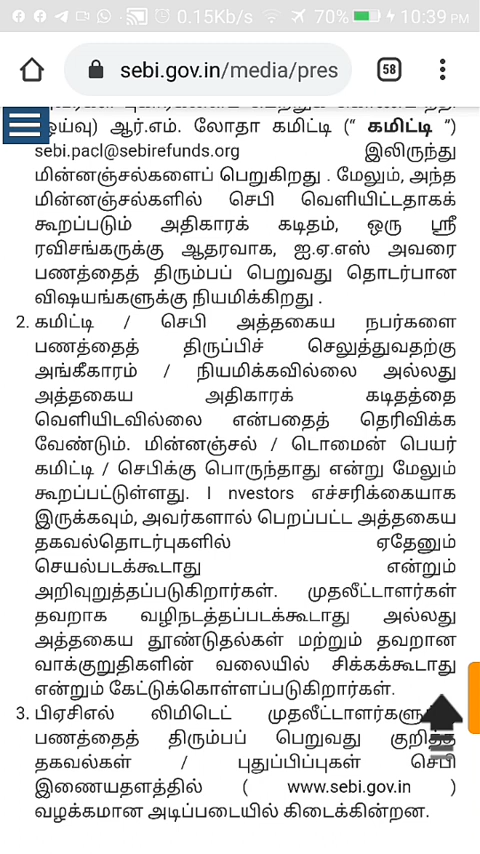 0.15Kb/s 70% 10:39 PM
sebi.gov.in/media/pres 58
ஓய்வு) ஆர்.எம். லோதா கமிட்டி (" கமிட்டி ")
sebi.pacl@sebirefunds.org இலிருந்து
மின்னஞ்சல்களைப் பெறுகிறது . மேலும், அந்த
மின்னஞ்சல்களில் செபி வெளியிட்டதாகக்
கூறப்படும் அதிகாரக் கடிதம், ஒரு ஸ்ரீ
ரவிசங்கருக்கு ஆதரவாக, ஐ.ஏ.எஸ் அவரை
பணத்தைத் திரும்பப் பெறுவது தொடர்பான
விஷயங்களுக்கு நியமிக்கிறது .
2. கமிட்டி / செபி அத்தகைய நபர்களை
பணத்தைத் திருப்பிச் செலுத்துவதற்கு
அங்கீகாரம் / நியமிக்கவில்லை அல்லது
அத்தகைய அதிகாரக் கடிதத்தை
வெளியிடவில்லை என்பதைத் தெரிவிக்க
வேண்டும். மின்னஞ்சல் / டொமைன் பெயர்
கமிட்டி / செபிக்கு பொருந்தாது என்று மேலும்
கூறப்பட்டுள்ளது. I nvestors எச்சரிக்கையாக
இருக்கவும், அவர்களால் பெறப்பட்ட அத்தகைய
தகவல்தொடர்புகளில் ஏதேனும்
செயல்படக்கூடாது என்றும்
அறிவுறுத்தப்படுகிறார்கள். முதலீட்டாளர்கள்
தவறாக வழிநடத்தப்படக்கூடாது அல்லது
அத்தகைய தூண்டுதல்கள் மற்றும் தவறான
வாக்குறுதிகளின் வலையில் சிக்கக்கூடாது
என்றும் கேட்டுக்கொள்ளப்படுகிறார்கள்.
3. பிஏசிஎல் லிமிடெட்
பணத்தைத் திரும்பப் பெறுவது குறித்த
தகவல்கள் / புதுப்பிப்புகள் செபி
இணையதளத்தில் ( www.sebi.gov.in )
வழக்கமான அடிப்படையில் கிடைக்கின்றன.